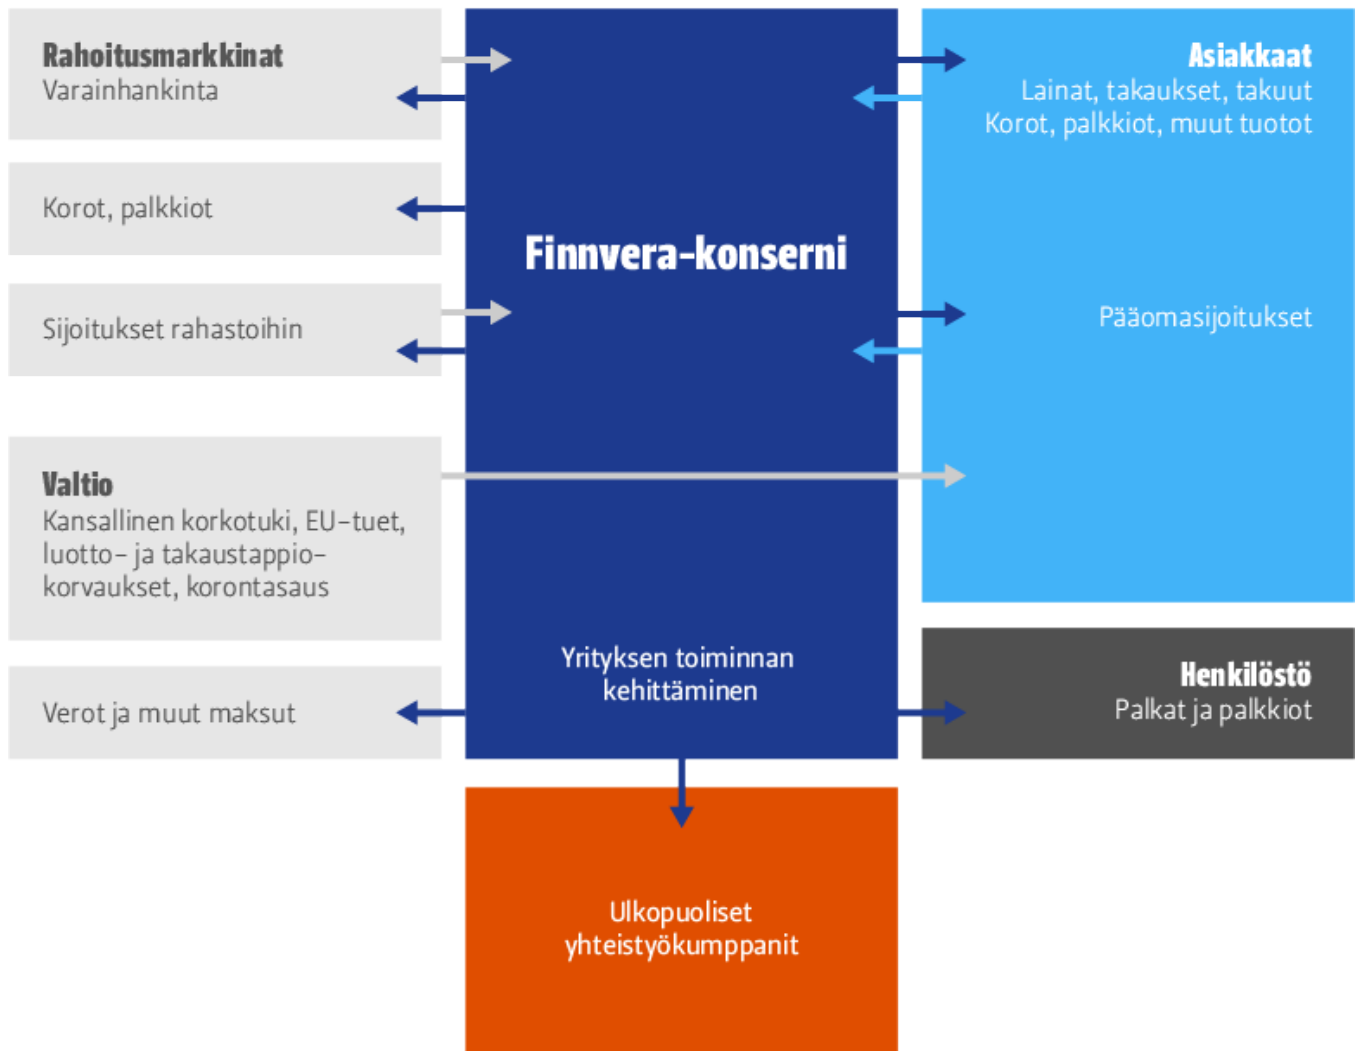 Rahoitusmarkkinat
Varainhankinta
Korot, palkkiot
Sijoitukset rahastoihin
Valtio
Kansallinen korkotuki, EU-tuet,
luotto- ja takaustappio-
korvaukset, korontasaus
Verot ja muut maksut
Finnvera-konserni
Yrityksen toiminnan
kehittäminen
Asiakkaat
Lainat, takaukset, takuut
Korot, palkkiot, muut tuotot
Pääomasijoitukset
Henkilöstö
Palkat ja palkkiot
Ulkopuoliset
yhteistyökumppanit